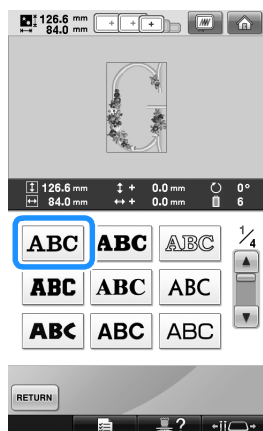 126.6 mm
84.0 mm
126.6 mm + 0.0 mm 0°
84.0 mm + 0.0 mm 6
ABC ABC ABC 1/4
ABC ABC ABC
ABC ABC ABC
RETURN
?
+